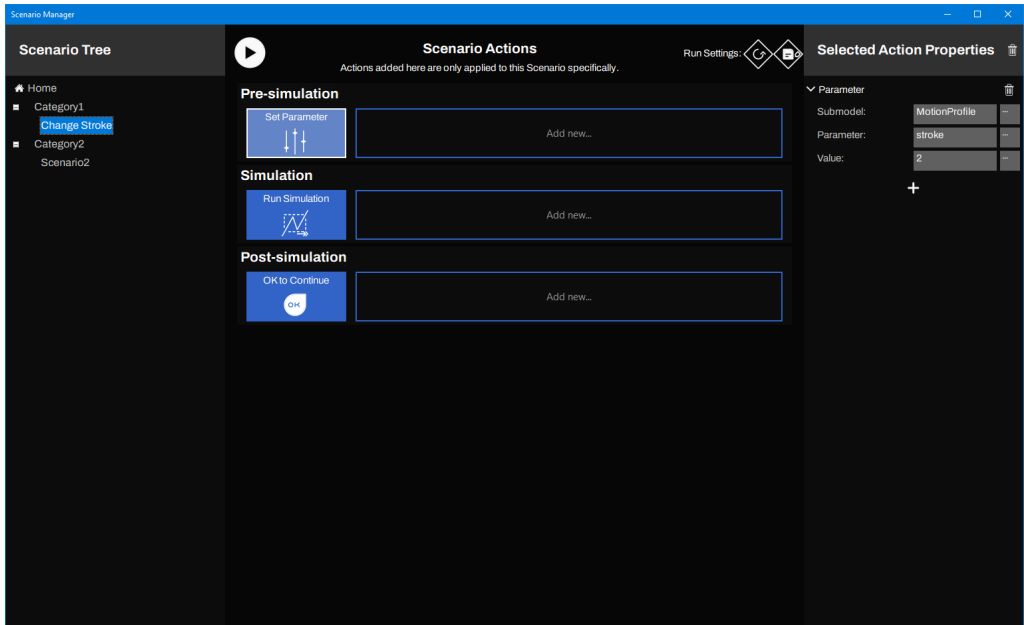 Scenario Manager
Scenario Tree
Home
Category1
Change Stroke
Category2
Scenario2
Scenario Actions
Actions added here are only applied to this Scenario specifically.
Run Settings:
Pre-simulation
Set Parameter
Add new...
Simulation
Run Simulation
Add new...
Post-simulation
OK to Continue
OK
Add new...
Selected Action Properties
Parameter
Submodel:
MotionProfile
...
Parameter:
stroke
...
Value:
2
...